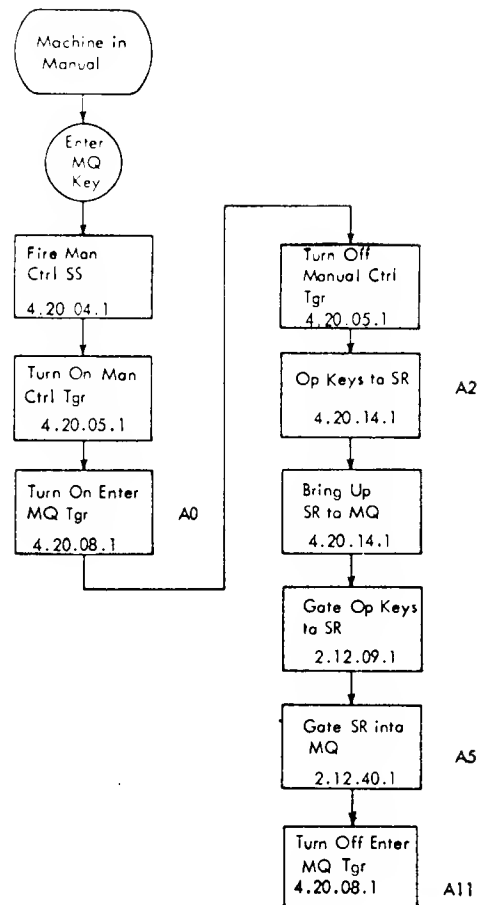 Machine in
Manual
Enter
MQ
Key
Fire Man
Ctrl SS
4.20 04.1
Turn On Man
Ctrl Tgr
4.20.05.1
Turn On Enter
MQ Tgr
4.20.08.1
A0
Turn Off
Manual Ctrl
Tgr
4.20.05.1
Op Keys to SR
4.20.14.1
A2
Bring Up
SR to MQ
4.20.14.1
Gate Op Keys
ta SR
2.12.09.1
Gate SR inta
MQ
2.12.40.1
A5
Turn Off Enter
MQ Tgr
4.20.08.1
A11